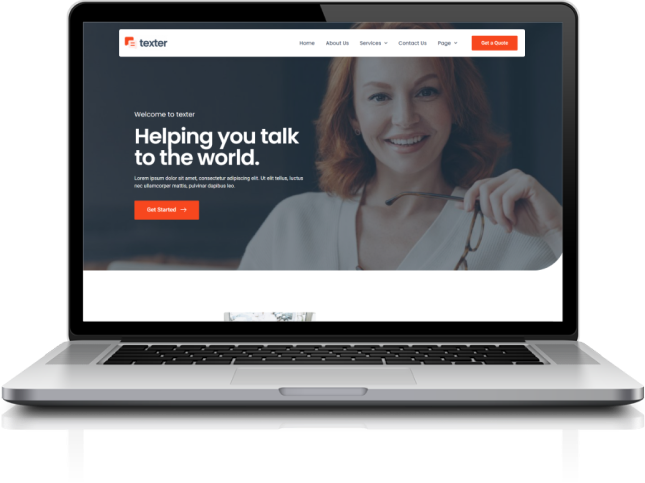 texter
Home About Us Services Contact Us Page Get a Quote
Welcome to texter
Helping you talk
to the world.
Lorem ipsum dolor sit amet, consectetur adipiscing elit. Ut elit tellus, luctus
nec ullamcorper mattis, pulvinar dapibus leo.
Get Started